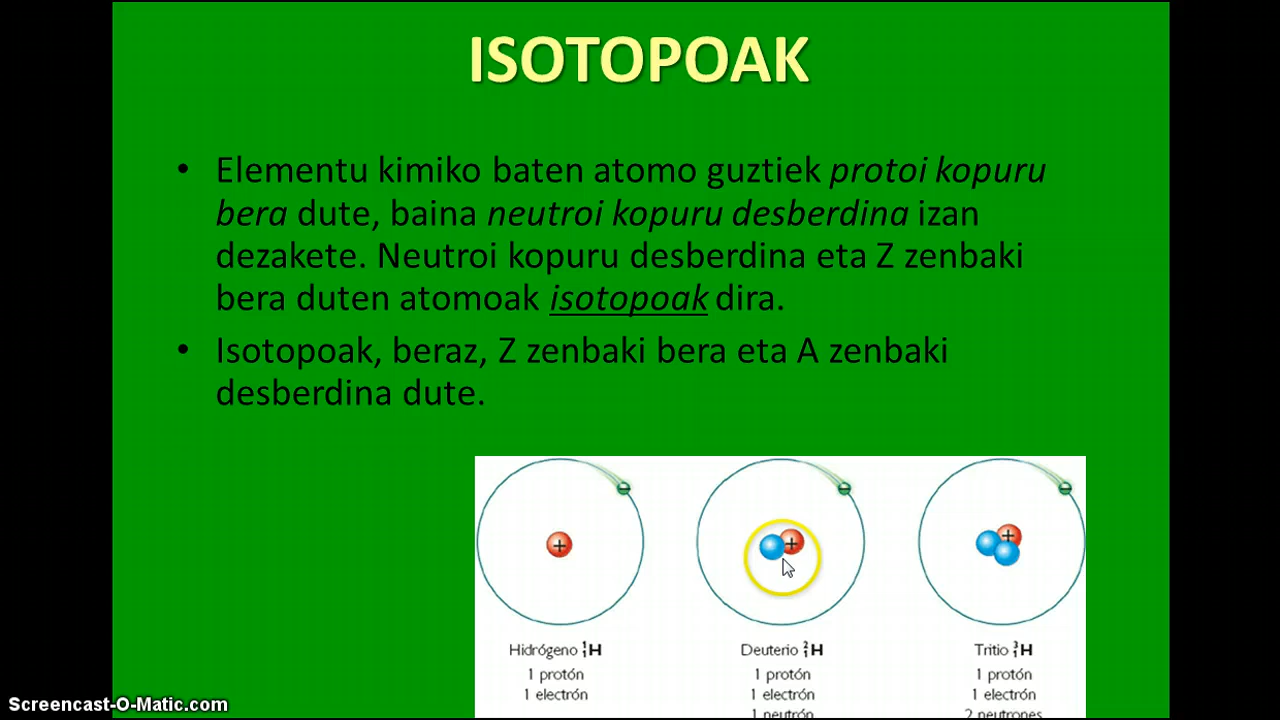 ISOTOPOAK
• Elementu kimiko baten atomo guztiek protoi kopuru
bera dute, baina neutroi kopuru desberdina izan
dezakete. Neutroi kopuru desberdina eta Z zenbaki
bera duten atomoak isotopoak dira.
• Isotopoak, beraz, Z zenbaki bera eta A zenbaki
desberdina dute.
Hidrógeno ¹₁H
1 protón
1 electrón
Deuterio ²₁H
1 protón
1 electrón
1 neutrón
Tritio ³₁H
1 protón
1 electrón
2 neutrones
Screencast-O-Matic.com